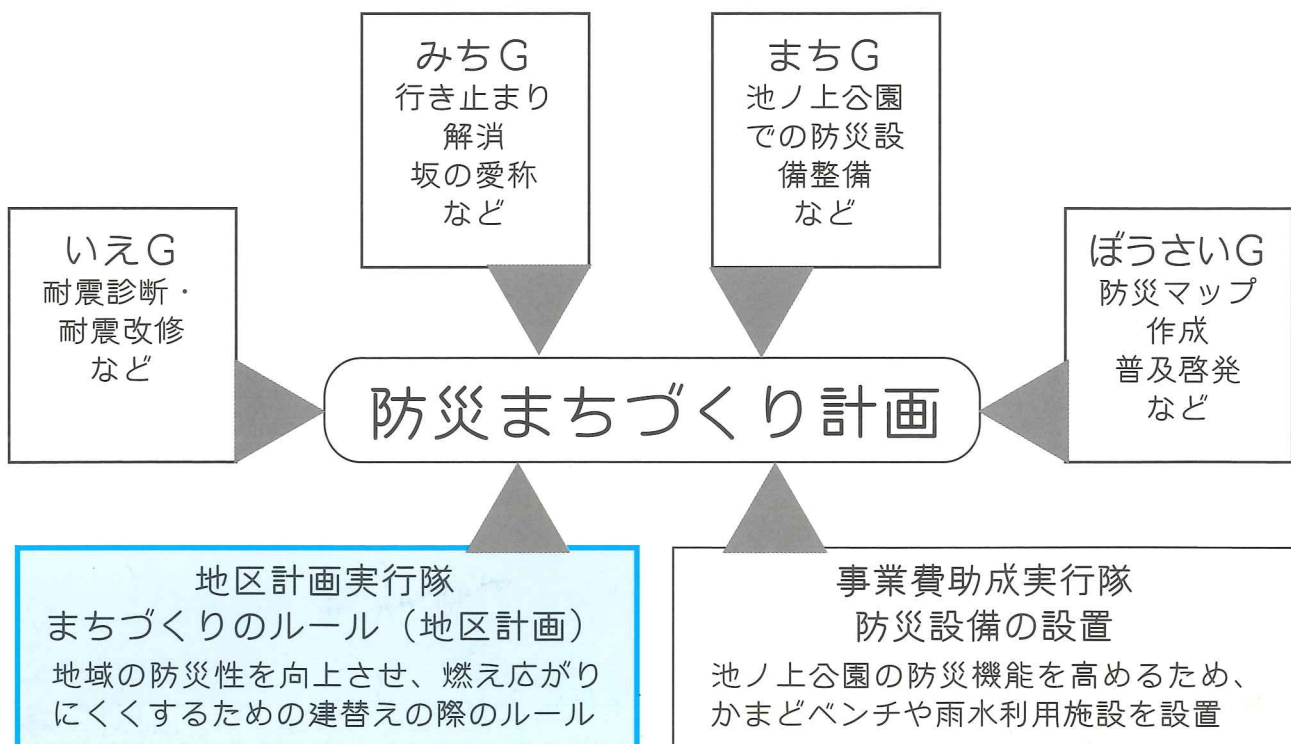 みちG
行き止まり
解消
坂の愛称
など
まちG
池ノ上公園
での防災設
備整備
など
いえG
耐震診断・
耐震改修
など
ぼうさいG
防災マップ
作成
普及啓発
など
防災まちづくり計画
地区計画実行隊
まちづくりのルール（地区計画）
地域の防災性を向上させ、燃え広がり
にくくするための建替えの際のルール
事業費助成実行隊
防災設備の設置
池ノ上公園の防災機能を高めるため、
かまどベンチや雨水利用施設を設置